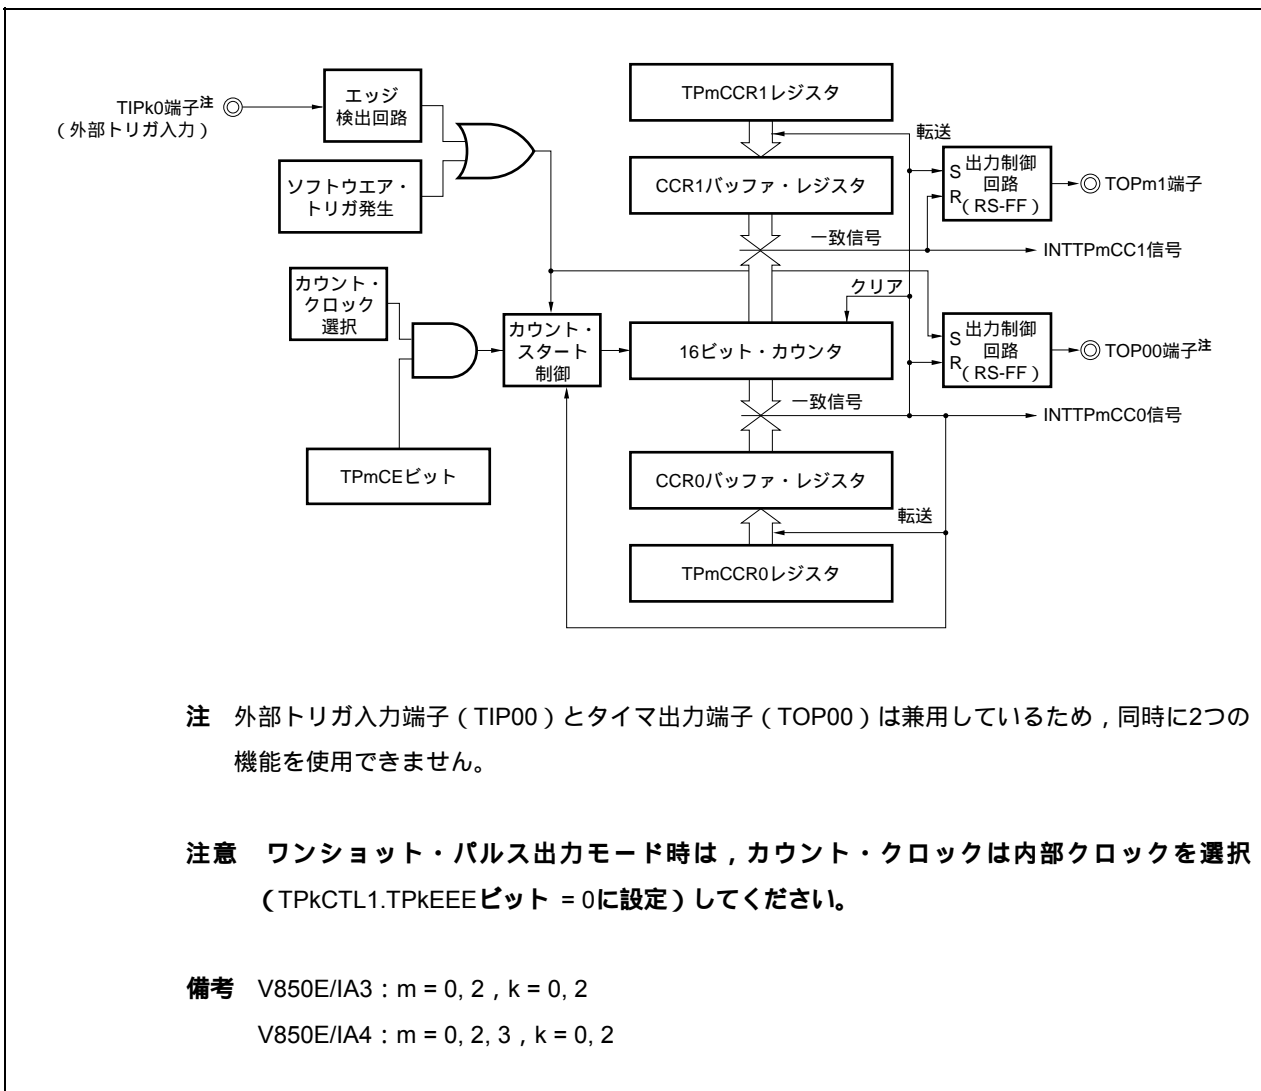 TIPk0端子注
（外部トリガ入力）
エッジ
検出回路
ソフトウエア・
トリガ発生
カウント・
クロック
選択
TPmCEビット
カウント・
スタート
制御
TPmCCR1レジスタ
転送
CCR1バッファ・レジスタ
一致信号
クリア
16ビット・カウンタ
一致信号
CCR0バッファ・レジスタ
転送
TPmCCR0レジスタ
S
R
出力制御
回路
（RS-FF）
TOPm1端子
INTTPmCC1信号
S
R
出力制御
回路
（RS-FF）
TOP00端子注
INTTPmCC0信号
注　外部トリガ入力端子（TIP00）とタイマ出力端子（TOP00）は兼用しているため，同時に2つの
機能を使用できません。
注意　ワンショット・パルス出力モード時は，カウント・クロックは内部クロックを選択
（TPkCTL1.TPkEEEビット = 0に設定）してください。
備考　V850E/IA3：m = 0, 2，k = 0, 2
V850E/IA4：m = 0, 2, 3，k = 0, 2